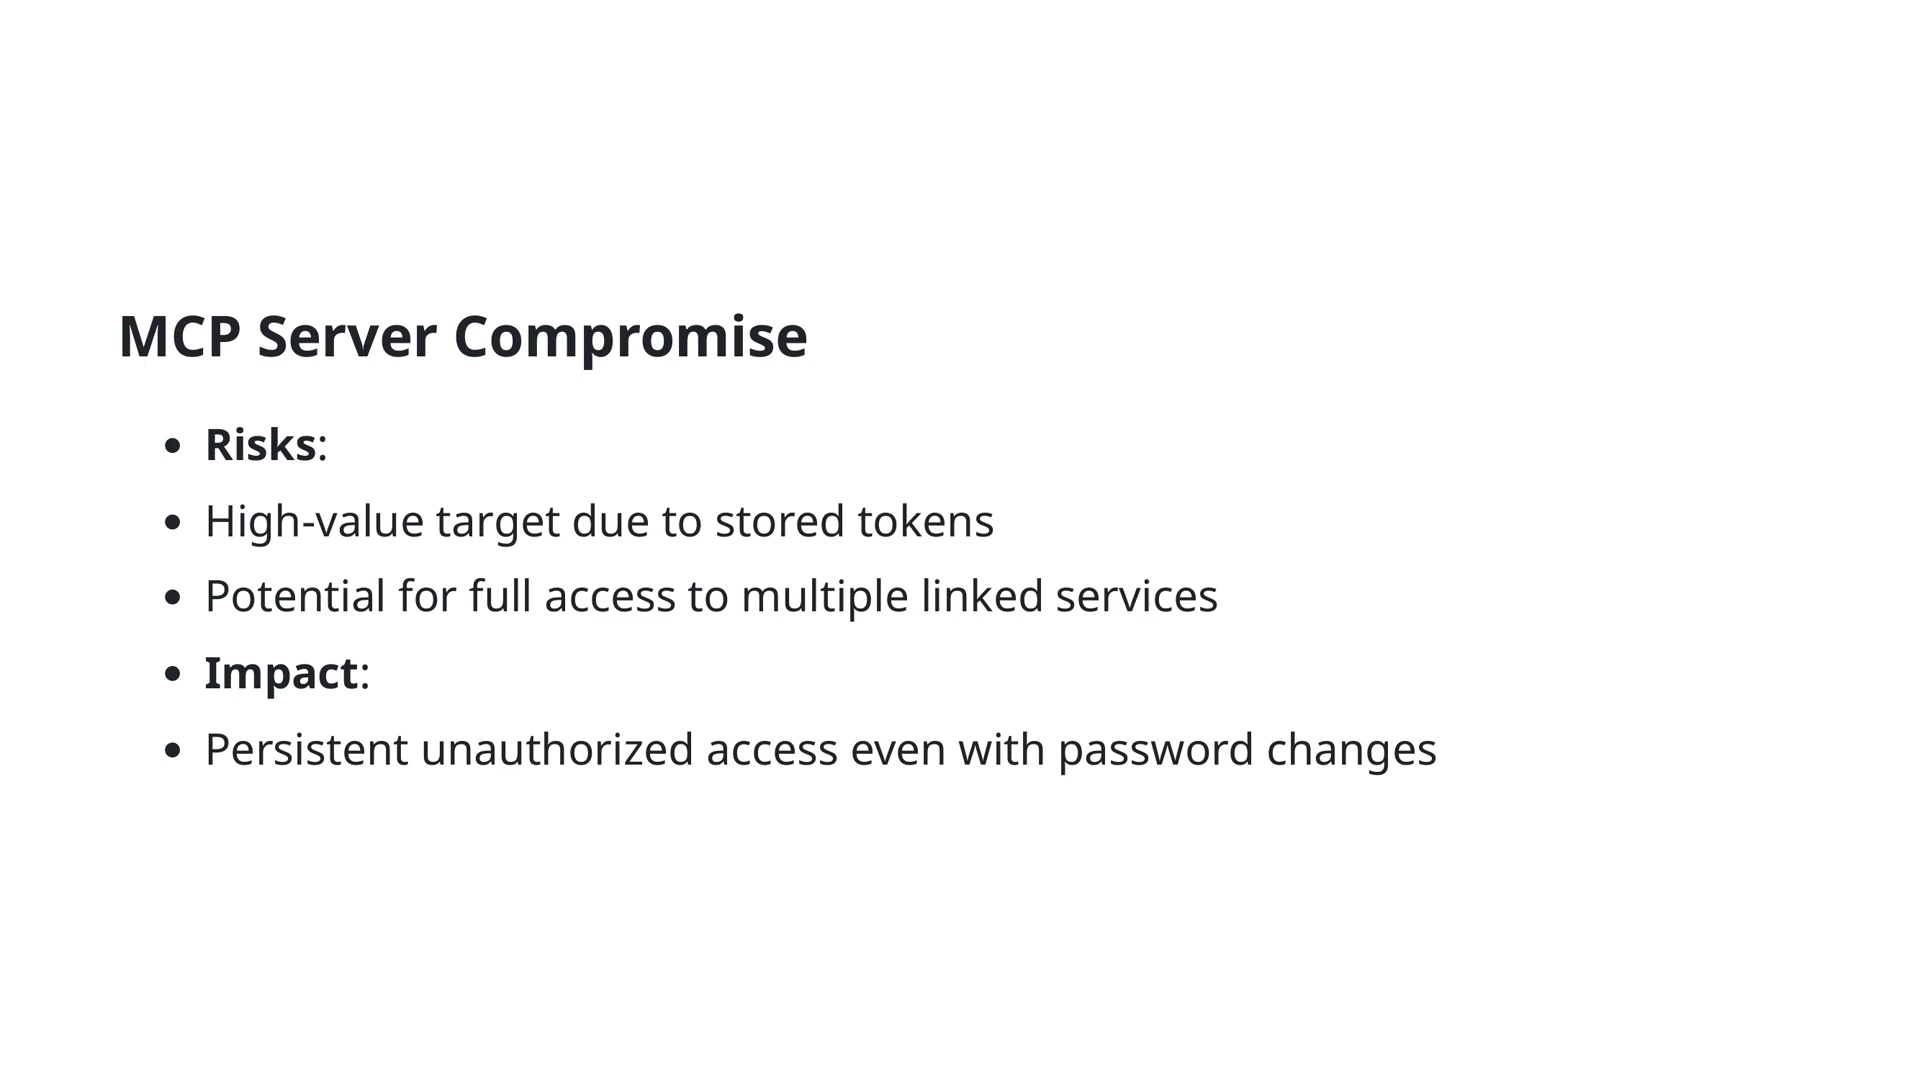 MCP Server Compromise
• Risks:
• High-value target due to stored tokens
• Potential for full access to multiple linked services
• Impact:
• Persistent unauthorized access even with password changes